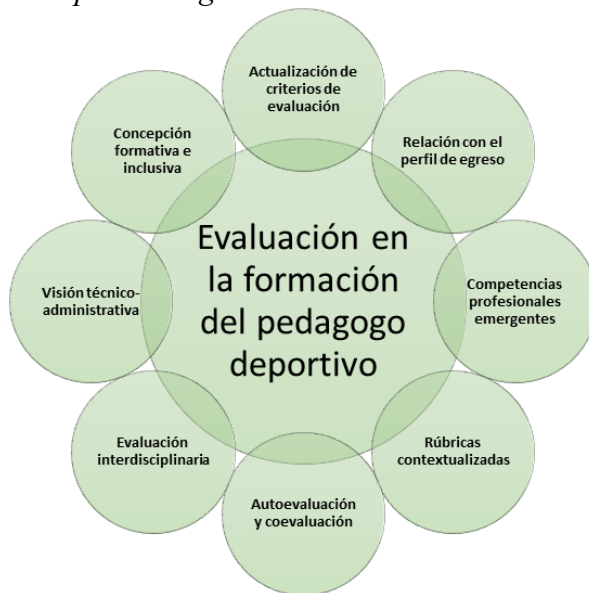 Actualización de
criterios de
evaluación
Relación con el
perfil de egreso
Competencias
profesionales
emergentes
Rúbricas
contextualizadas
Autoevaluación
y coevaluación
Evaluación
interdisciplinaria
Visión técnico-
administrativa
Concepción
formativa e
inclusiva
Evaluación en
la formación
del pedagogo
deportivo